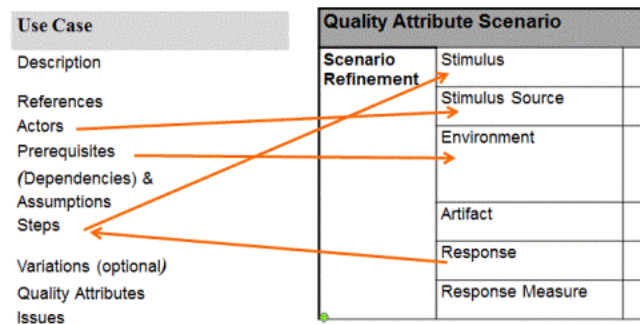 Use Case
Description
References
Actors
Prerequisites
(Dependencies) &
Assumptions
Steps
Variations (optional)
Quality Attributes
Issues
Quality Attribute Scenario
Scenario
Refinement
Stimulus
Stimulus Source
Environment
Artifact
Response
Response Measure